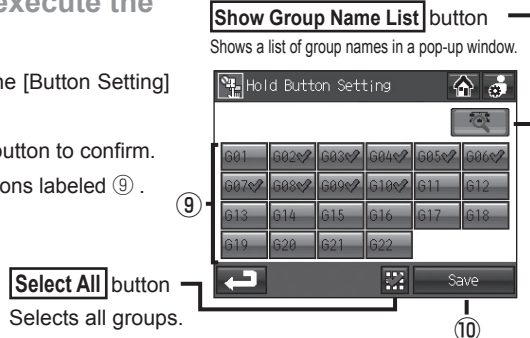 execute the
Show Group Name List button
Shows a list of group names in a pop-up window.
ne [Button Setting]
Hold Button Setting
utton to confirm.
ons labeled ⑨ .
G01 G02 G03 G04 G05 G06
G07 G08 G09 G10 G11 G12
⑨
G13 G14 G15 G16 G17 G18
G19 G20 G21 G22
Select All button
Save
Selects all groups.
⑩